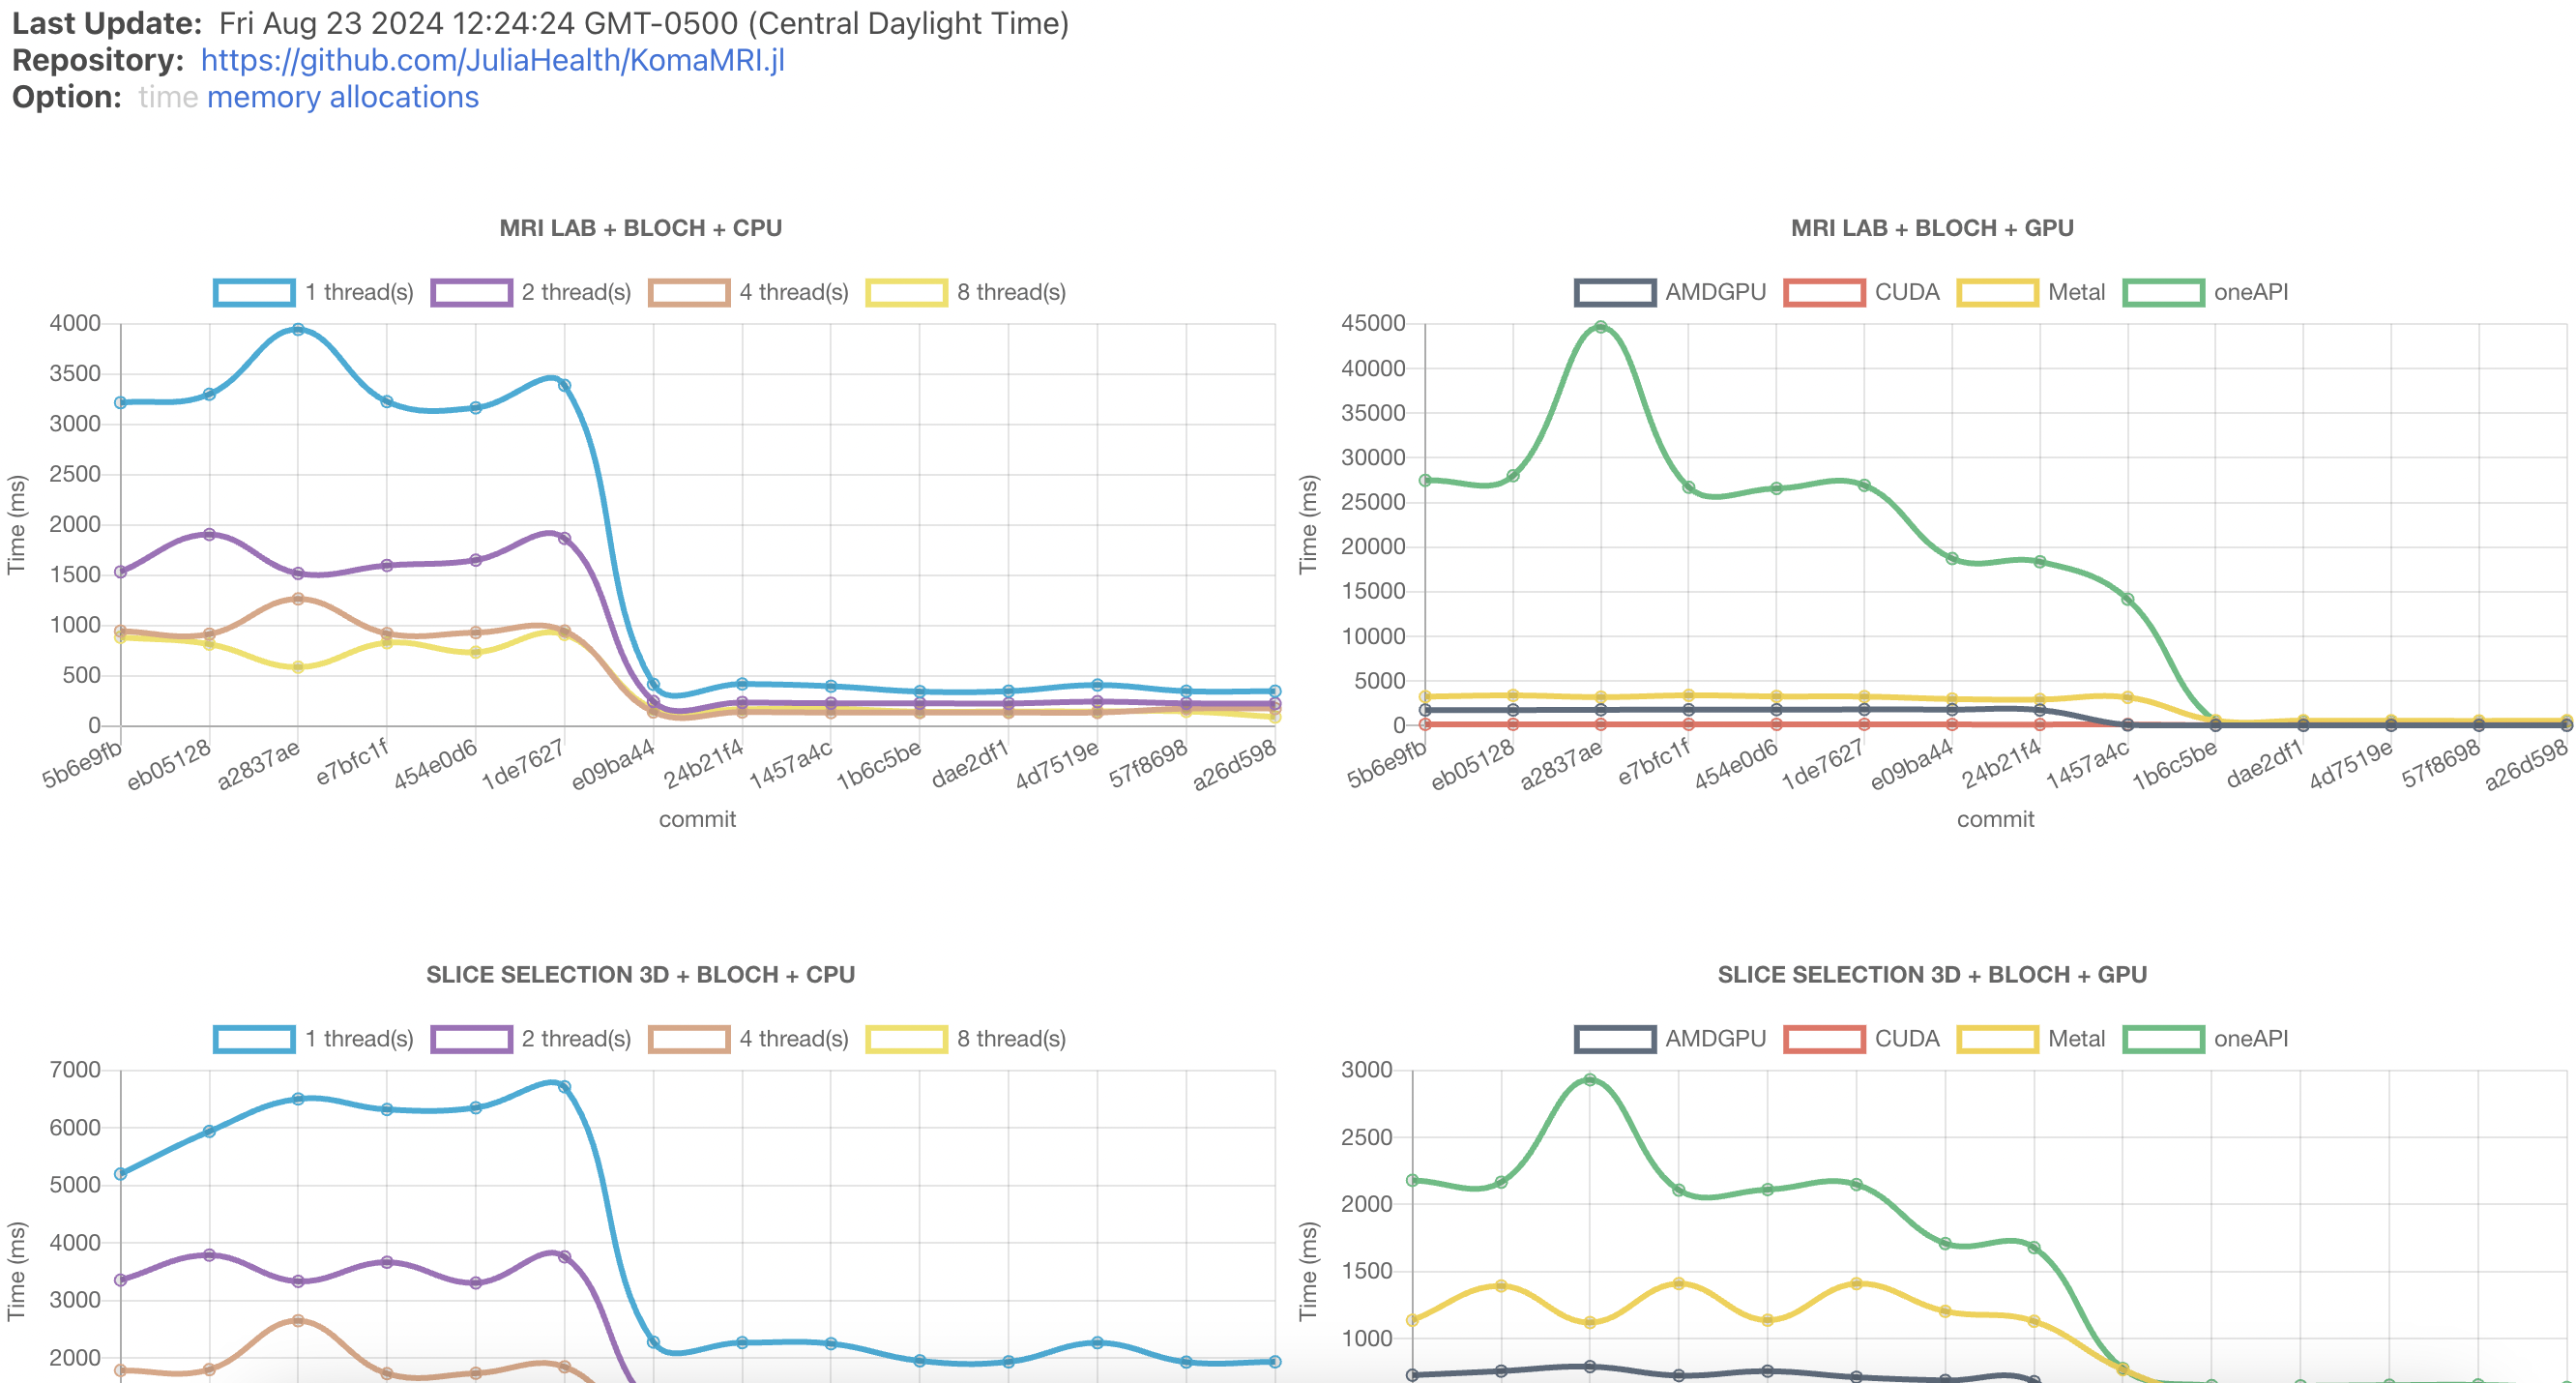 Last Update: Fri Aug 23 2024 12:24:24 GMT-0500 (Central Daylight Time)
Repository: https://github.com/JuliaHealth/KomaMRI.jl
Option: time memory allocations
MRI LAB + BLOCH + CPU
1 thread(s) 2 thread(s) 4 thread(s) 8 thread(s)
4000
3500
3000
2500
2000
1500
1000
500
0
Time (ms)
5b6e9fb eb05128 a2837ae e7bfc1f 454e0d6 1de7627 e09ba44 24b21f4 1457a4c 1b6c5be dae2df1 4d7519e 57f8698 a26d598
commit
MRI LAB + BLOCH + GPU
AMDGPU CUDA Metal oneAPI
45000
40000
35000
30000
25000
20000
15000
10000
5000
0
Time (ms)
5b6e9fb eb05128 a2837ae e7bfc1f 454e0d6 1de7627 e09ba44 24b21f4 1457a4c 1b6c5be dae2df1 4d7519e 57f8698 a26d598
commit
SLICE SELECTION 3D + BLOCH + CPU
1 thread(s) 2 thread(s) 4 thread(s) 8 thread(s)
7000
6000
5000
4000
3000
2000
Time (ms)
SLICE SELECTION 3D + BLOCH + GPU
AMDGPU CUDA Metal oneAPI
3000
2500
2000
1500
1000
Time (ms)